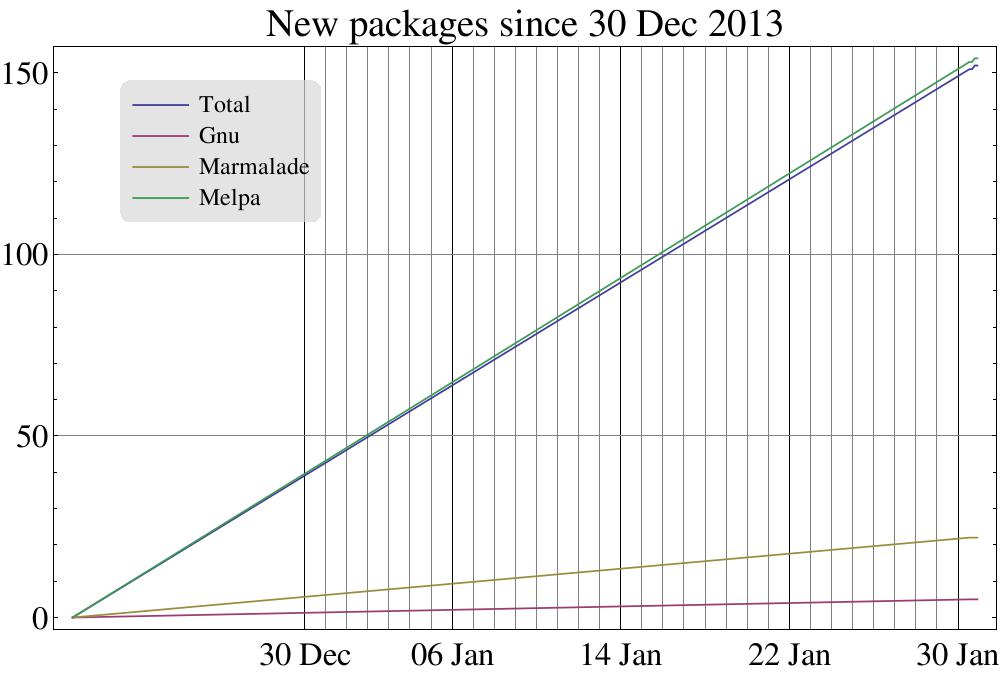 New packages since 30 Dec 2013
150
Total
Gnu
Marmalade
Melpa
100
50
0
30 Dec 06 Jan 14 Jan 22 Jan 30 Jan